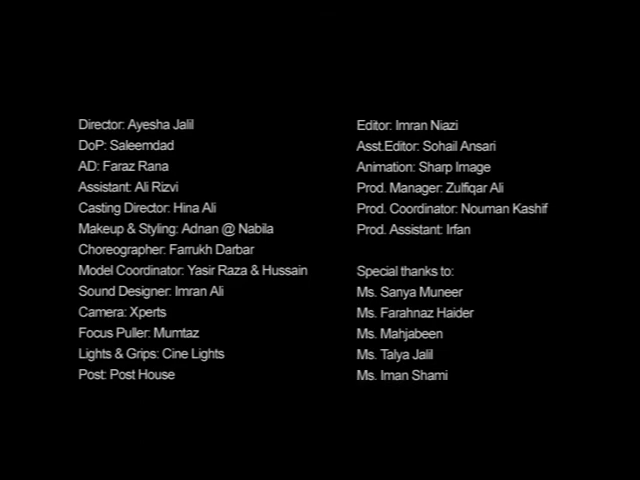 Director: Ayesha Jalil
DoP: Saleemdad
AD: Faraz Rana
Assistant: Ali Rizvi
Casting Director: Hina Ali
Makeup & Styling: Adnan @ Nabila
Choreographer: Farrukh Darbar
Model Coordinator: Yasir Raza & Hussain
Sound Designer: Imran Ali
Camera: Xperts
Focus Puller: Mumtaz
Lights & Grips: Cine Lights
Post: Post House
Editor: Imran Niazi
Asst.Editor: Sohail Ansari
Animation: Sharp Image
Prod. Manager: Zulfiqar Ali
Prod. Coordinator: Nouman Kashif
Prod. Assistant: Irfan
Special thanks to:
Ms. Sanya Muneer
Ms. Farahnaz Haider
Ms. Mahjabeen
Ms. Talya Jalil
Ms. Iman Shami